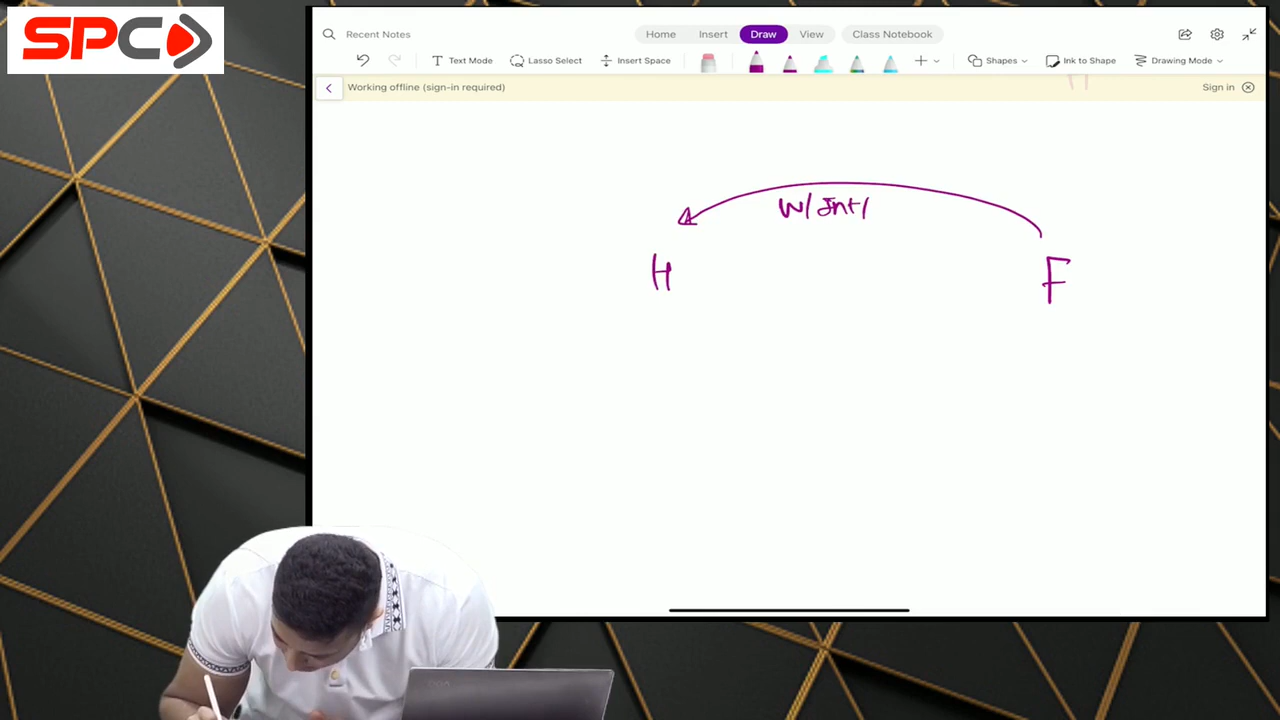 SPC
Recent Notes
Home Insert Draw View Class Notebook
Text Mode Lasso Select Insert Space Shapes Ink to Shape Drawing Mode
Working offline (sign-in required) Sign in
W/Int/
H F